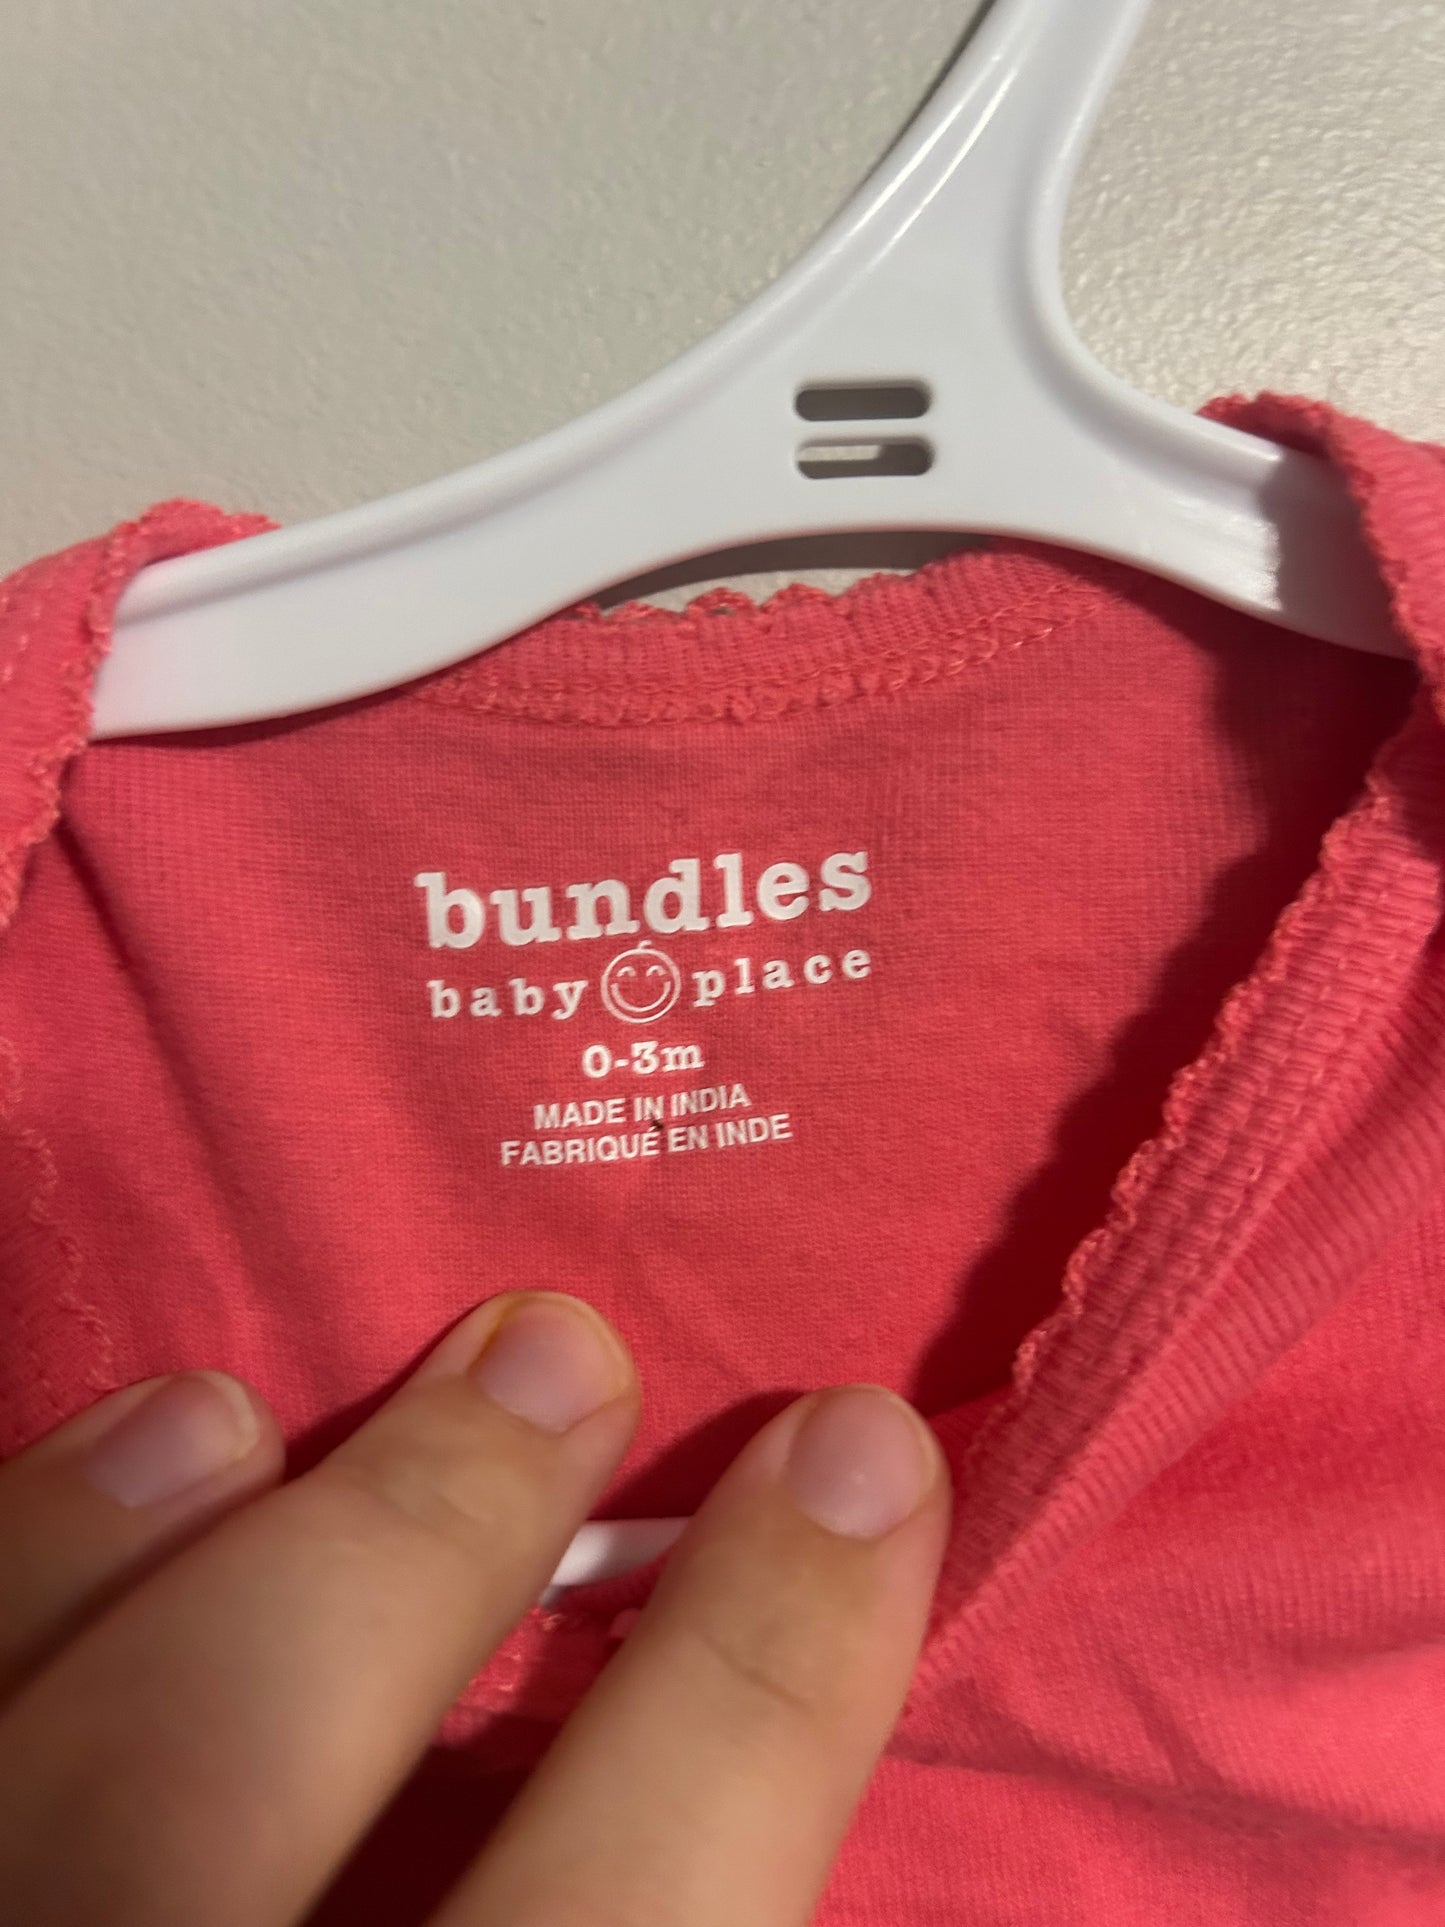 bundles
baby place
0-3m
MADE IN INDIA
FABRIQUÉ EN INDE